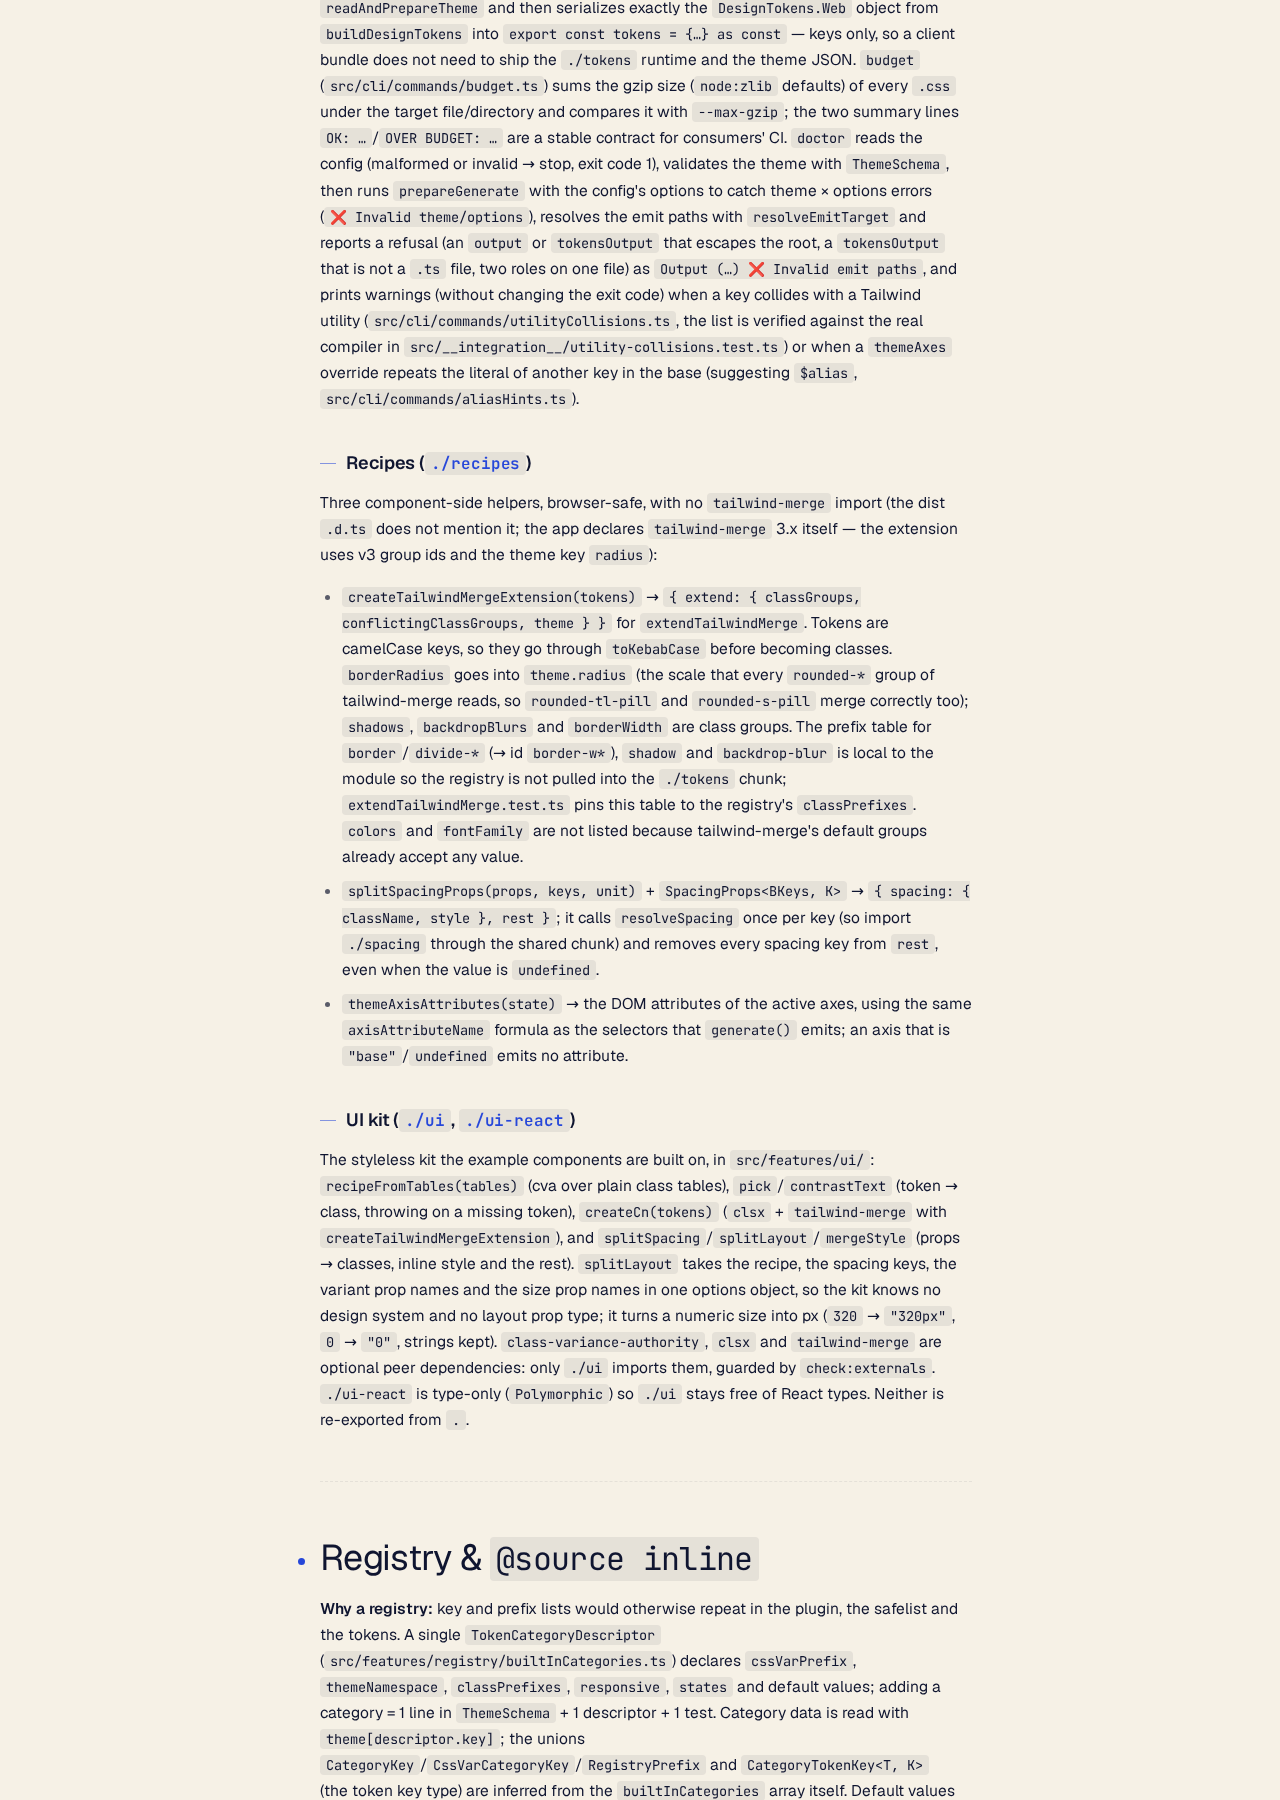 readAndPrepareTheme and then serializes exactly the DesignTokens.Web object from
buildDesignTokens into export const tokens = {…} as const — keys only, so a client
bundle does not need to ship the ./tokens runtime and the theme JSON. budget
(src/cli/commands/budget.ts) sums the gzip size (node:zlib defaults) of every .css
under the target file/directory and compares it with --max-gzip; the two summary lines
OK: …/OVER BUDGET: … are a stable contract for consumers' CI. doctor reads the
config (malformed or invalid → stop, exit code 1), validates the theme with ThemeSchema,
then runs prepareGenerate with the config's options to catch theme × options errors
(❌ Invalid theme/options), resolves the emit paths with resolveEmitTarget and
reports a refusal (an output or tokensOutput that escapes the root, a tokensOutput
that is not a .ts file, two roles on one file) as Output (…) ❌ Invalid emit paths, and
prints warnings (without changing the exit code) when a key collides with a Tailwind
utility (src/cli/commands/utilityCollisions.ts, the list is verified against the real
compiler in src/__integration__/utility-collisions.test.ts) or when a themeAxes
override repeats the literal of another key in the base (suggesting $alias,
src/cli/commands/aliasHints.ts).
— Recipes (./recipes)
Three component-side helpers, browser-safe, with no tailwind-merge import (the dist
.d.ts does not mention it; the app declares tailwind-merge 3.x itself — the extension
uses v3 group ids and the theme key radius):
• createTailwindMergeExtension(tokens) → { extend: { classGroups,
conflictingClassGroups, theme } } for extendTailwindMerge. Tokens are
camelCase keys, so they go through toKebabCase before becoming classes.
borderRadius goes into theme.radius (the scale that every rounded-* group of
tailwind-merge reads, so rounded-tl-pill and rounded-s-pill merge correctly too);
shadows, backdropBlurs and borderWidth are class groups. The prefix table for
border/divide-* (→ id border-w*), shadow and backdrop-blur is local to the
module so the registry is not pulled into the ./tokens chunk;
extendTailwindMerge.test.ts pins this table to the registry's classPrefixes.
colors and fontFamily are not listed because tailwind-merge's default groups
already accept any value.
• splitSpacingProps(props, keys, unit) + SpacingProps<BKeys, K> → { spacing: {
className, style }, rest }; it calls resolveSpacing once per key (so import
./spacing through the shared chunk) and removes every spacing key from rest,
even when the value is undefined.
• themeAxisAttributes(state) → the DOM attributes of the active axes, using the same
axisAttributeName formula as the selectors that generate() emits; an axis that is
"base"/undefined emits no attribute.
— UI kit (./ui, ./ui-react)
The styleless kit the example components are built on, in src/features/ui/:
recipeFromTables(tables) (cva over plain class tables), pick/contrastText (token →
class, throwing on a missing token), createCn(tokens) (clsx + tailwind-merge with
createTailwindMergeExtension), and splitSpacing/splitLayout/mergeStyle (props
→ classes, inline style and the rest). splitLayout takes the recipe, the spacing keys, the
variant prop names and the size prop names in one options object, so the kit knows no
design system and no layout prop type; it turns a numeric size into px (320 → "320px",
0 → "0", strings kept). class-variance-authority, clsx and tailwind-merge are
optional peer dependencies: only ./ui imports them, guarded by check:externals.
./ui-react is type-only (Polymorphic) so ./ui stays free of React types. Neither is
re-exported from ..
• Registry & @source inline
Why a registry: key and prefix lists would otherwise repeat in the plugin, the safelist and
the tokens. A single TokenCategoryDescriptor
(src/features/registry/builtInCategories.ts) declares cssVarPrefix,
themeNamespace, classPrefixes, responsive, states and default values; adding a
category = 1 line in ThemeSchema + 1 descriptor + 1 test. Category data is read with
theme[descriptor.key]; the unions
CategoryKey/CssVarCategoryKey/RegistryPrefix and CategoryTokenKey<T, K>
(the token key type) are inferred from the builtInCategories array itself. Default values